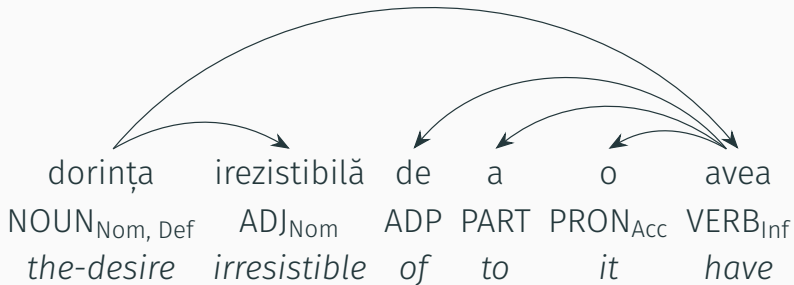 dorința irezistibilă de a o avea
NOUNNom, Def ADJNom ADP PART PRONAcc VERBInf
the-desire irresistible of to it have